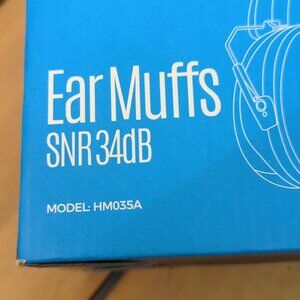 Ear Muffs
SNR 34dB
MODEL: HM035A